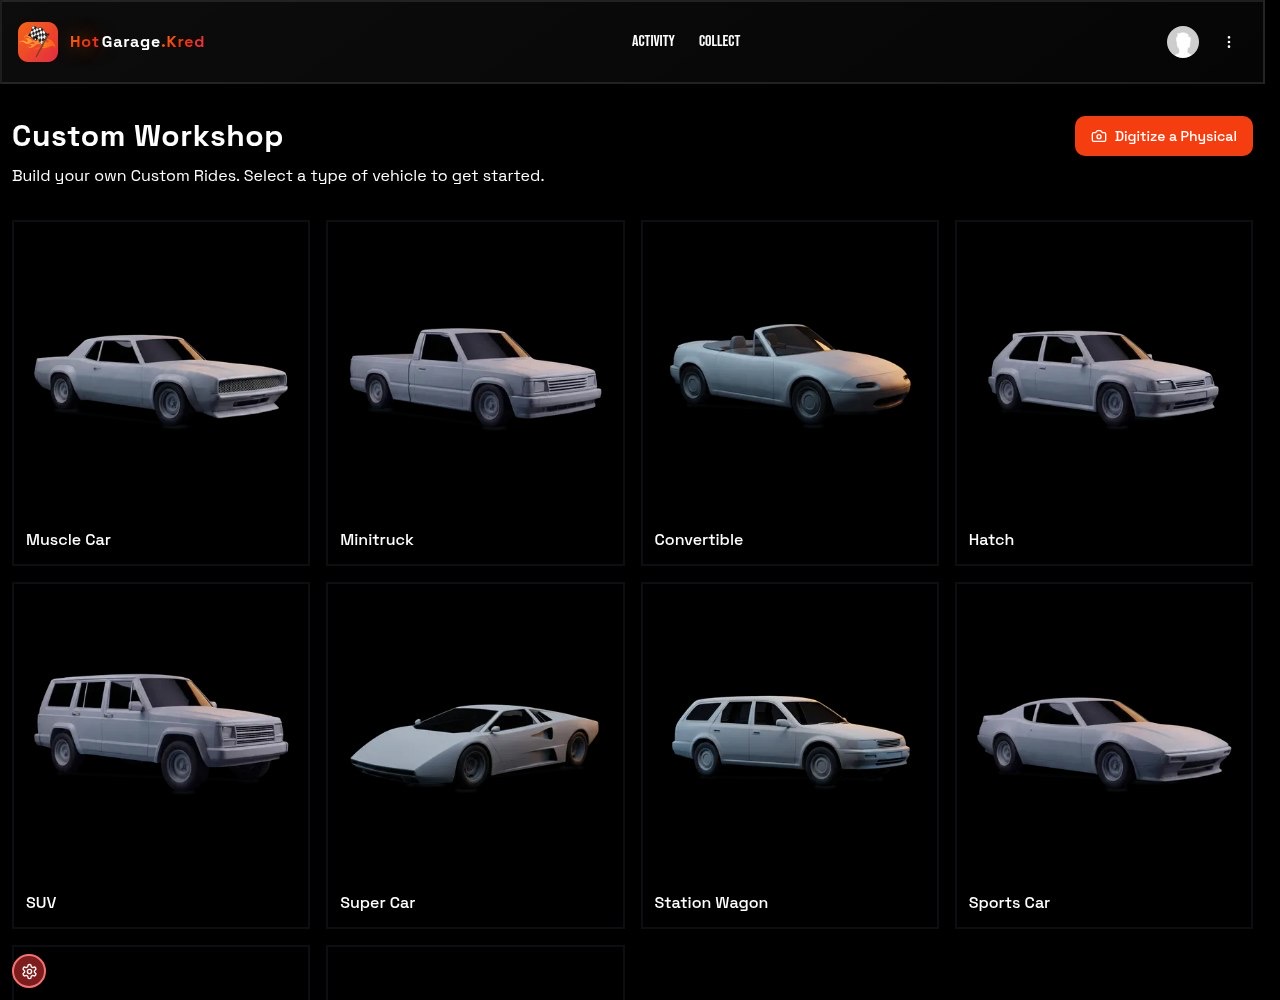 HotGarage.Kred
ACTIVITY
COLLECT
Custom Workshop
Digitize a Physical
Build your own Custom Rides. Select a type of vehicle to get started.
Muscle Car
Minitruck
Convertible
Hatch
SUV
Super Car
Station Wagon
Sports Car